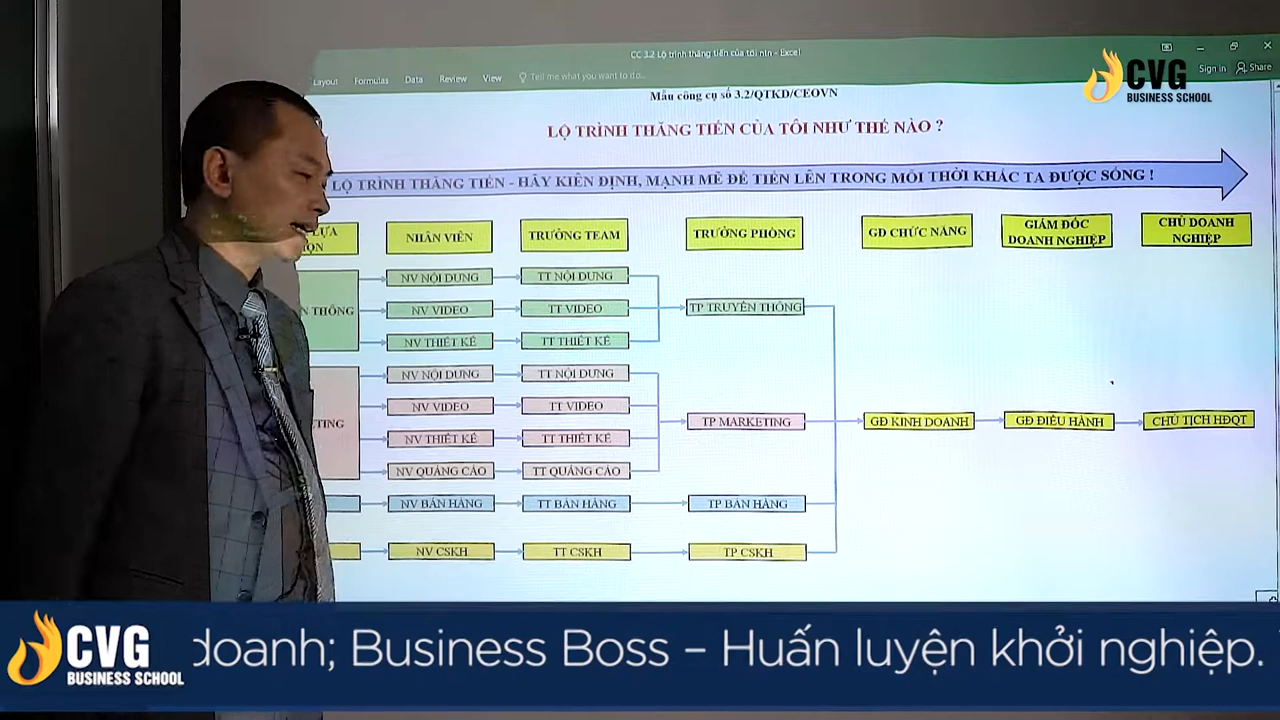 CC 3.2 Lộ trình thăng tiến của tôi ntn - Excel
Layout Formulas Data Review View Tell me what you want to do... Sign in Share
CVG
BUSINESS SCHOOL
Mẫu công cụ số 3.2/QTKD/CEOVN
LỘ TRÌNH THĂNG TIẾN CỦA TÔI NHƯ THẾ NÀO ?
LỘ TRÌNH THĂNG TIẾN - HÃY KIÊN ĐỊNH, MẠNH MẼ ĐỂ TIẾN LÊN TRONG MỖI THỜI KHẮC TA ĐƯỢC SỐNG !
NHÂN VIÊN
TRƯỞNG TEAM
TRƯỞNG PHÒNG
GĐ CHỨC NĂNG
GIÁM ĐỐC
DOANH NGHIỆP
CHỦ DOANH
NGHIỆP
THÔNG
NV NỘI DUNG
TT NỘI DUNG
NV VIDEO
TT VIDEO
TP TRUYỀN THÔNG
NV THIẾT KẾ
TT THIẾT KẾ
TING
NV NỘI DUNG
TT NỘI DUNG
NV VIDEO
TT VIDEO
NV THIẾT KẾ
TT THIẾT KẾ
NV QUẢNG CÁO
TT QUẢNG CÁO
TP MARKETING
GĐ KINH DOANH
GĐ ĐIỀU HÀNH
CHỦ TỊCH HĐQT
NV BÁN HÀNG
TT BÁN HÀNG
TP BÁN HÀNG
NV CSKH
TT CSKH
TP CSKH
CVG
BUSINESS SCHOOL
doanh; Business Boss – Huấn luyện khởi nghiệp.